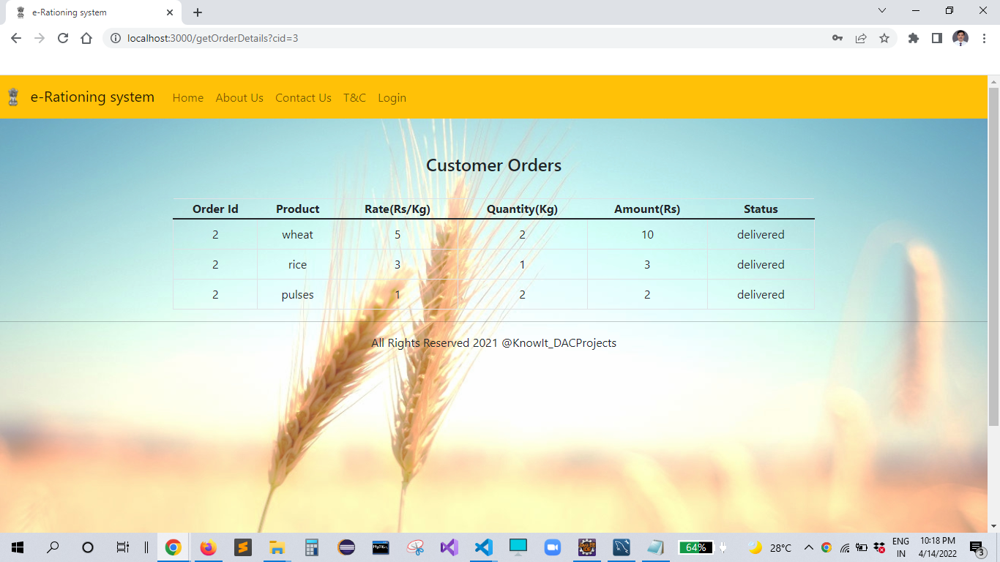 e-Rationing system
localhost:3000/getOrderDetails?cid=3
e-Rationing system Home About Us Contact Us T&C Login
Customer Orders
Order Id Product Rate(Rs/Kg) Quantity(Kg) Amount(Rs) Status
2 wheat 5 2 10 delivered
2 rice 3 1 3 delivered
2 pulses 1 2 2 delivered
All Rights Reserved 2021 @KnowIt_DACProjects
MySQL 64% 28°C ENG 10:18 PM
IN 4/14/2022 3